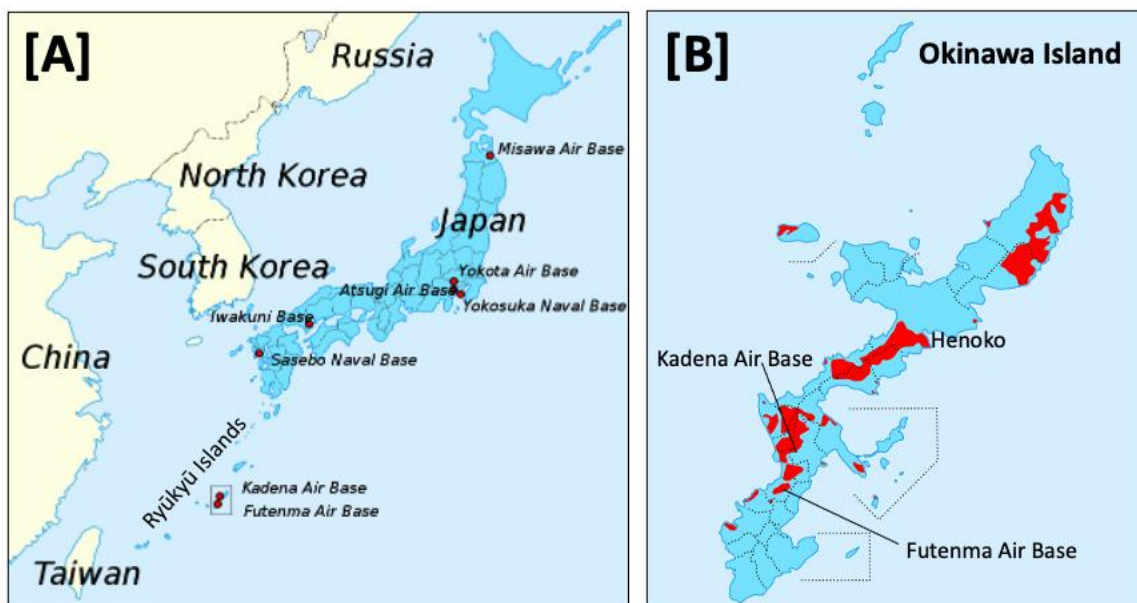 [A]
Russia
Misawa Air Base
North Korea
Japan
South Korea
Yokota Air Base
Atsugi Air Base
Yokosuka Naval Base
Iwakuni Base
China
Sasebo Naval Base
Ryūkyū Islands
Kadena Air Base
Futenma Air Base
Taiwan
[B]
Okinawa Island
Henoko
Kadena Air Base
Futenma Air Base